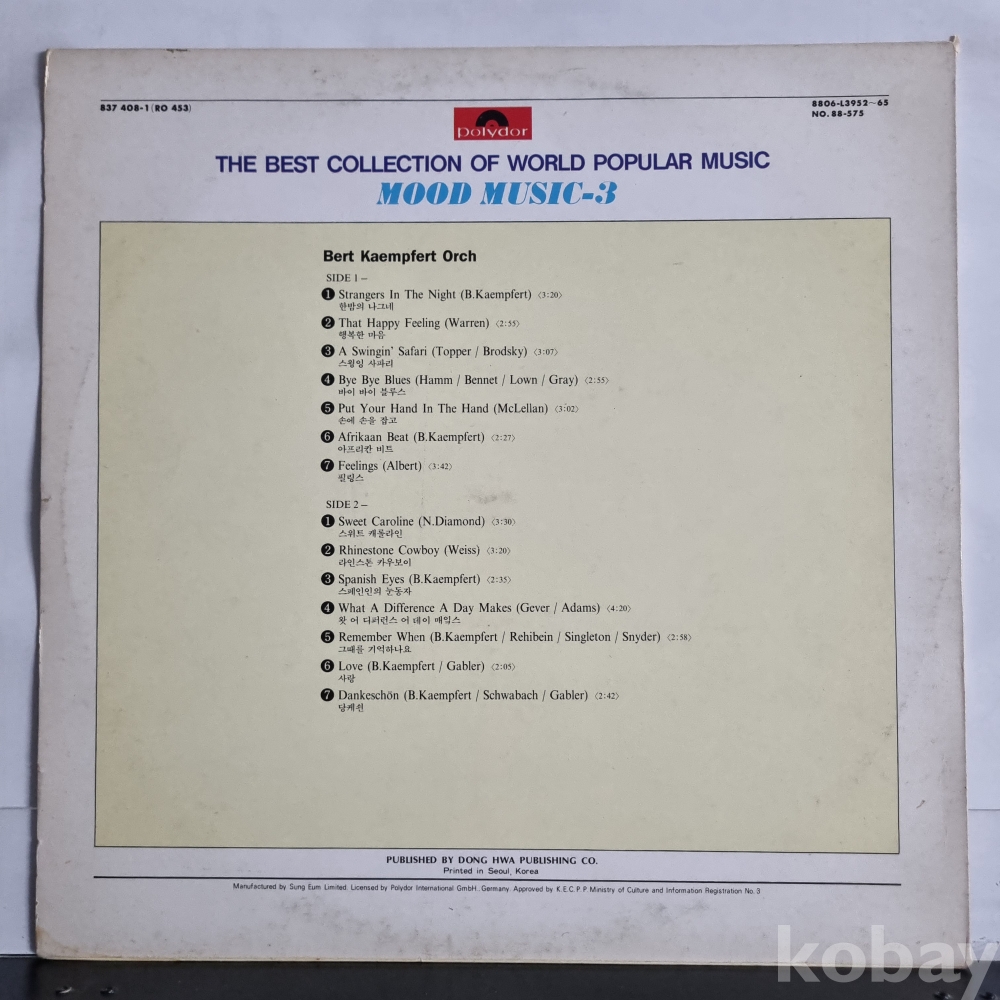 837 408-1 (RO 453)
8806-L3952~65
NO. 88-575
polydor
THE BEST COLLECTION OF WORLD POPULAR MUSIC
MOOD MUSIC-3
Bert Kaempfert Orch
SIDE 1 –
❶ Strangers In The Night (B.Kaempfert) 〈3:20〉
한밤의 나그네
❷ That Happy Feeling (Warren) 〈2:55〉
행복한 마음
❸ A Swingin' Safari (Topper / Brodsky) 〈3:07〉
스윙잉 사파리
❹ Bye Bye Blues (Hamm / Bennet / Lown / Gray) 〈2:55〉
바이 바이 블루스
❺ Put Your Hand In The Hand (McLellan) 〈3:02〉
손에 손을 잡고
❻ Afrikaan Beat (B.Kaempfert) 〈2:27〉
아프리칸 비트
❼ Feelings (Albert) 〈3:42〉
필링스
SIDE 2 –
❶ Sweet Caroline (N.Diamond) 〈3:30〉
스위트 캐롤라인
❷ Rhinestone Cowboy (Weiss) 〈3:20〉
라인스톤 카우보이
❸ Spanish Eyes (B.Kaempfert) 〈2:35〉
스페인인의 눈동자
❹ What A Difference A Day Makes (Gever / Adams) 〈4:20〉
왓 어 디퍼런스 어 데이 메잌스
❺ Remember When (B.Kaempfert / Rehibein / Singleton / Snyder) 〈2:58〉
그때를 기억하나요
❻ Love (B.Kaempfert / Gabler) 〈2:05〉
사랑
❼ Dankeschön (B.Kaempfert / Schwabach / Gabler) 〈2:42〉
당케쉔
PUBLISHED BY DONG HWA PUBLISHING CO.
Printed in Seoul, Korea
Manufactured by Sung Eum Limited. Licensed by Polydor International GmbH, Germany. Approved by K.E.C.P.P. Ministry of Culture and Information Registration No. 3
kobay